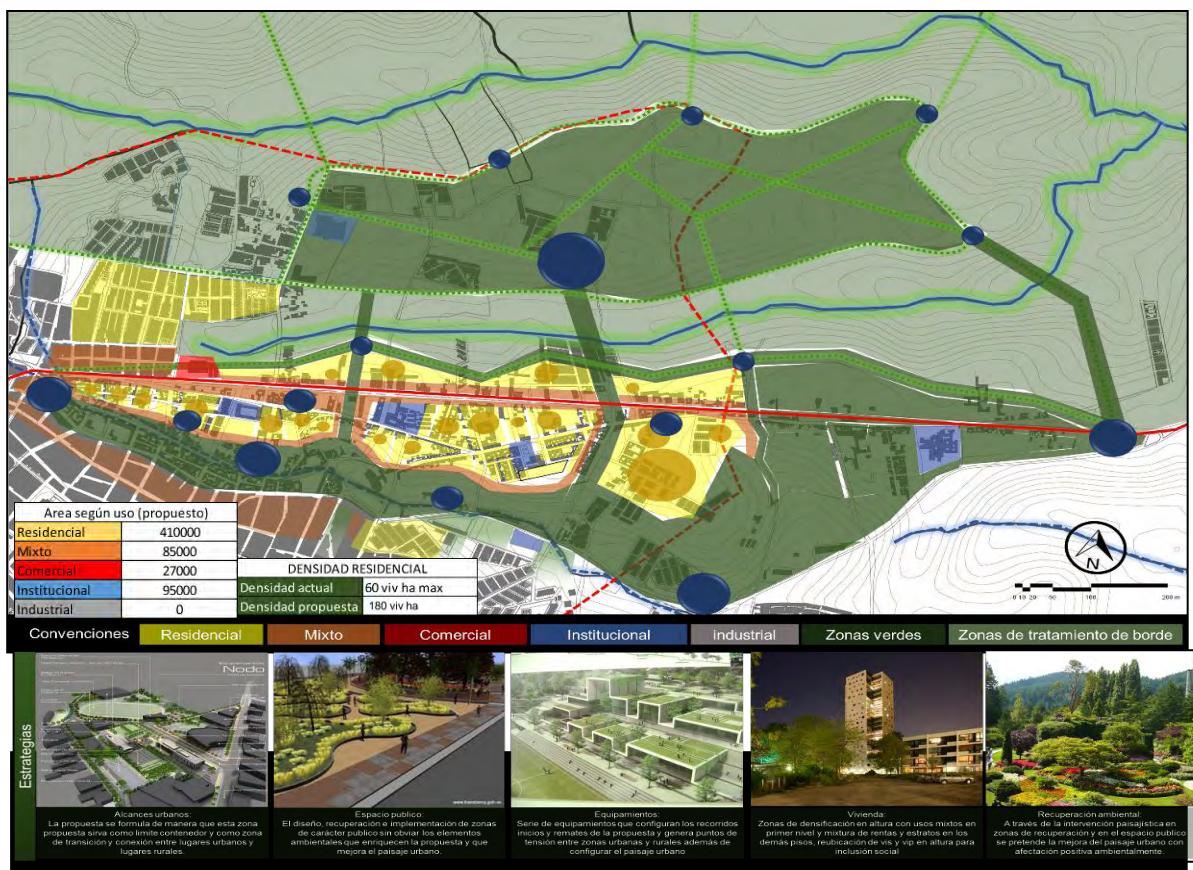 N
0 10 20 50 100 200 m
Area según uso (propuesto)
Residencial 410000
Mixto 85000
Comercial 27000
Institucional 95000
Industrial 0
DENSIDAD RESIDENCIAL
Densidad actual 60 viv ha max
Densidad propuesta 180 viv ha
Convenciones Residencial Mixto Comercial Institucional industrial Zonas verdes Zonas de tratamiento de borde
Estrategias
Nodo
Alcances urbanos:
La propuesta se formula de manera que esta zona
propuesta sirva como limite contenedor y como zona
de transición y conexión entre lugares urbanos y
lugares rurales.
Espacio publico:
El diseño, recuperación e implementación de zonas
de carácter publico sin obviar los elementos
ambientales que enriquecen la propuesta y que
mejora el paisaje urbano.
Equipamientos:
Serie de equipamientos que configuran los recorridos
inicios y remates de la propuesta y genera puntos de
tensión entre zonas urbanas y rurales además de
configurar el paisaje urbano
Vivienda:
Zonas de densificación en altura con usos mixtos en
primer nivel y mixtura de rentas y estratos en los
demás pisos, reubicación de vis y vip en altura para
inclusión social
Recuperación ambiental:
A través de la intervención paisajística en
zonas de recuperación y en el espacio publico
se pretende la mejora del paisaje urbano con
afectación positiva ambientalmente.